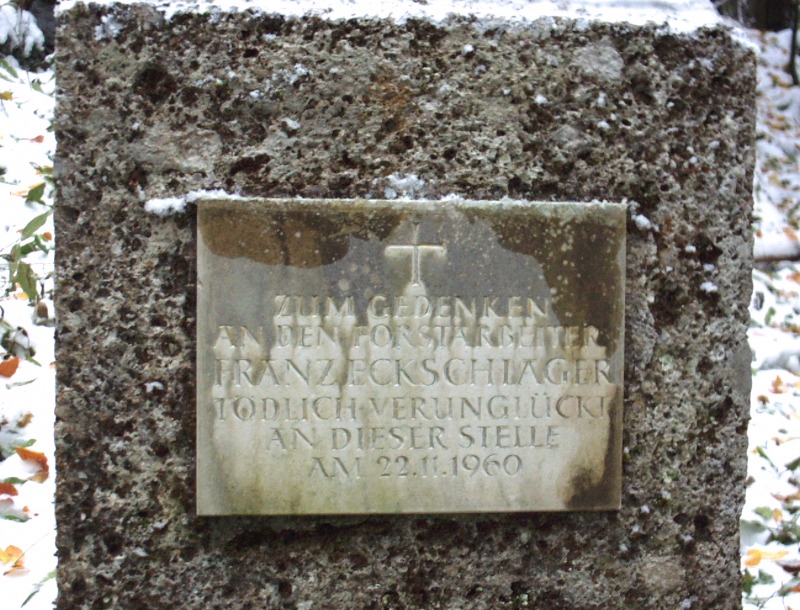 ZUM GEDENKEN
AN DEN FORSTARBEITER
FRANZ ECKSCHLAGER
TÖDLICH VERUNGLÜCKT
AN DIESER STELLE
AM 22.11.1960